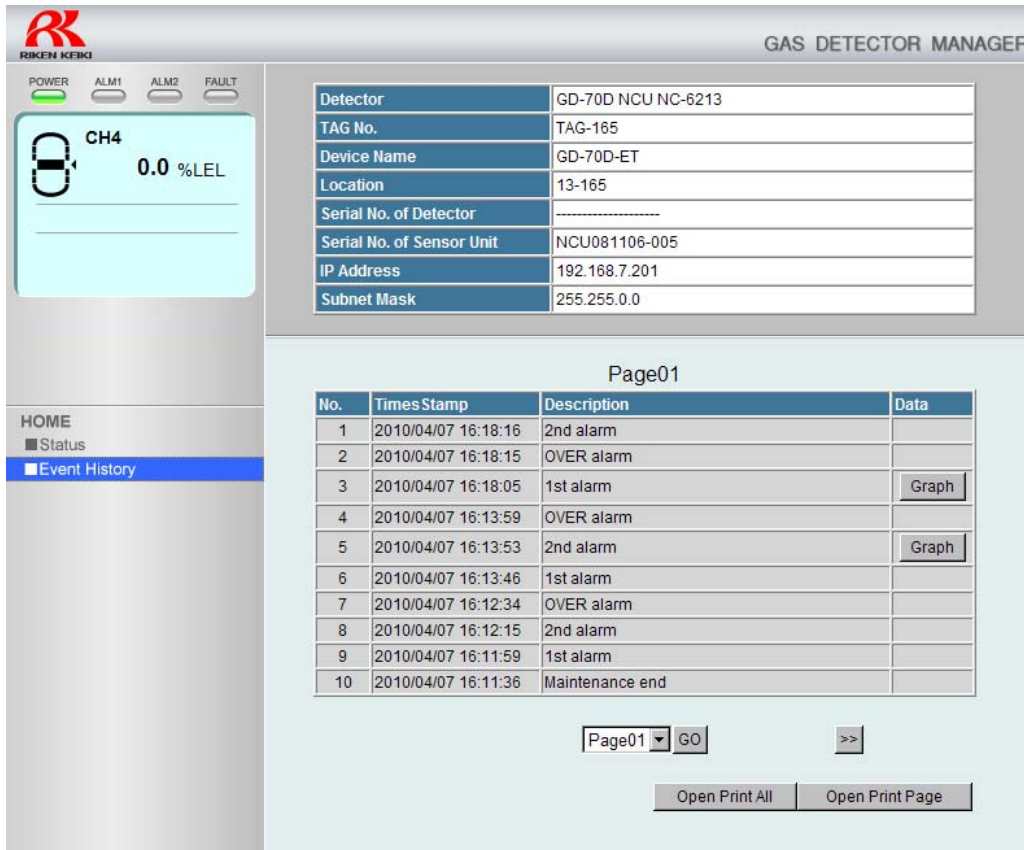 RIKEN KEIKI
GAS DETECTOR MANAGER
POWER ALM1 ALM2 FAULT
CH4
0.0 %LEL
Detector GD-70D NCU NC-6213
TAG No. TAG-165
Device Name GD-70D-ET
Location 13-165
Serial No. of Detector --------------------
Serial No. of Sensor Unit NCU081106-005
IP Address 192.168.7.201
Subnet Mask 255.255.0.0
HOME
Status
Event History
Page01
No. TimesStamp Description Data
1 2010/04/07 16:18:16 2nd alarm
2 2010/04/07 16:18:15 OVER alarm
3 2010/04/07 16:18:05 1st alarm Graph
4 2010/04/07 16:13:59 OVER alarm
5 2010/04/07 16:13:53 2nd alarm Graph
6 2010/04/07 16:13:46 1st alarm
7 2010/04/07 16:12:34 OVER alarm
8 2010/04/07 16:12:15 2nd alarm
9 2010/04/07 16:11:59 1st alarm
10 2010/04/07 16:11:36 Maintenance end
Page01 GO >>
Open Print All Open Print Page